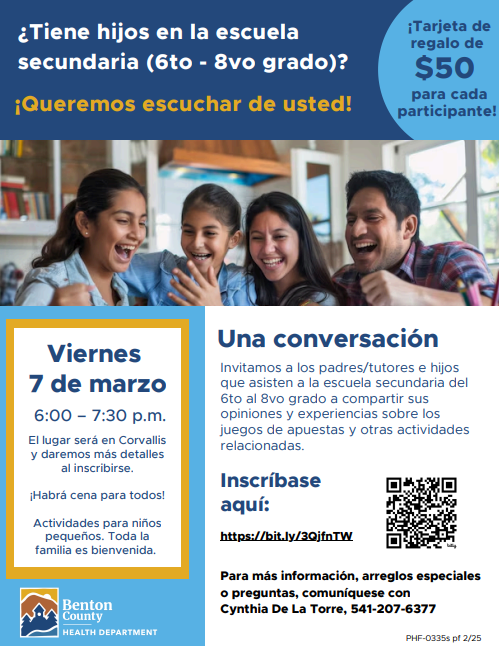 ¿Tiene hijos en la escuela
secundaria (6to - 8vo grado)?
¡Queremos escuchar de usted!
¡Tarjeta de
regalo de
$50
para cada
participante!
Viernes
7 de marzo
6:00 – 7:30 p.m.
El lugar será en Corvallis
y daremos más detalles
al inscribirse.
¡Habrá cena para todos!
Actividades para niños
pequeños. Toda la
familia es bienvenida.
Una conversación
Invitamos a los padres/tutores e hijos
que asisten a la escuela secundaria del
6to al 8vo grado a compartir sus
opiniones y experiencias sobre los
juegos de apuestas y otras actividades
relacionadas.
Inscríbase
aquí:
https://bit.ly/3QjfnTW
Para más información, arreglos especiales
o preguntas, comuníquese con
Cynthia De La Torre, 541-207-6377
Benton
County
HEALTH DEPARTMENT
PHF-0335s pf 2/25